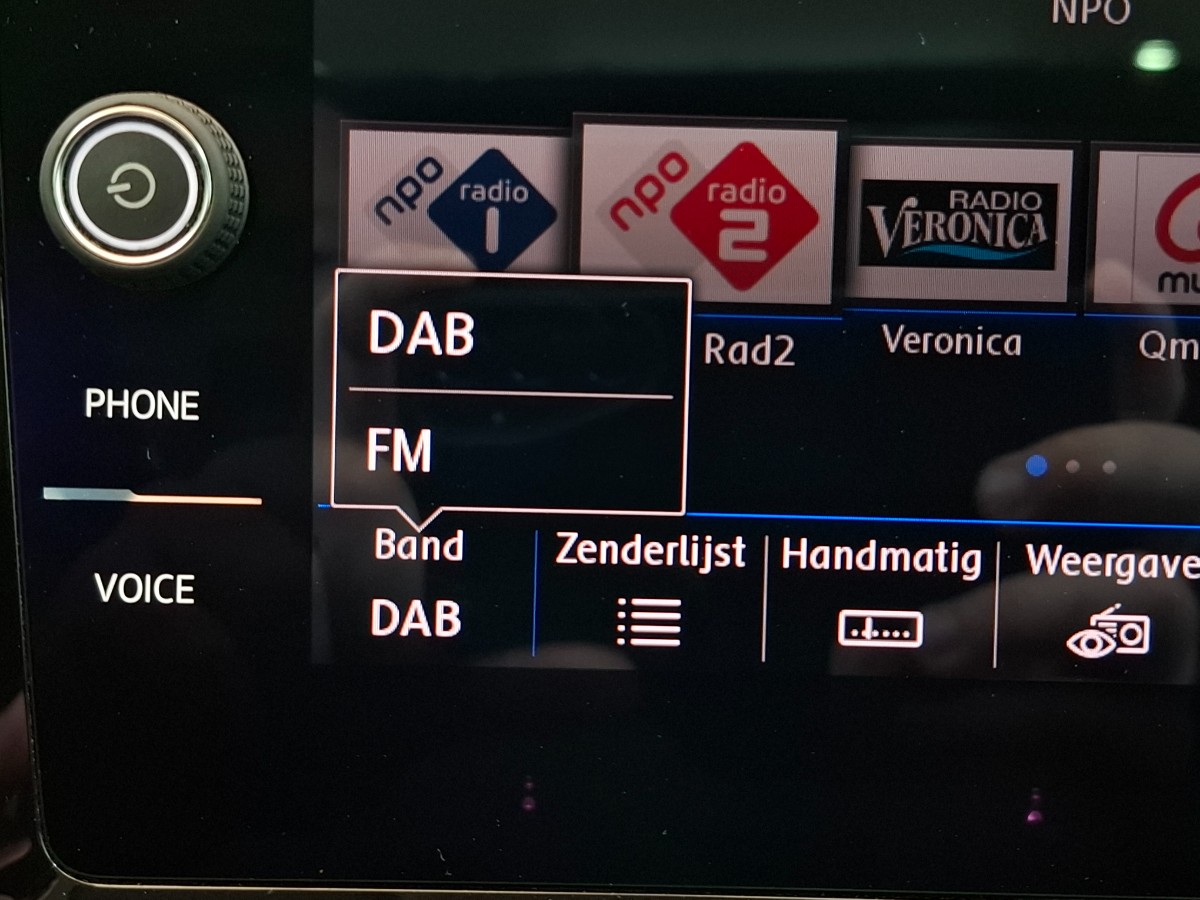 NPO
npo radio 1
npo radio 2
RADIO VERONICA
Rad2
Veronica
DAB
FM
PHONE
VOICE
Band
DAB
Zenderlijst
Handmatig
Weergave